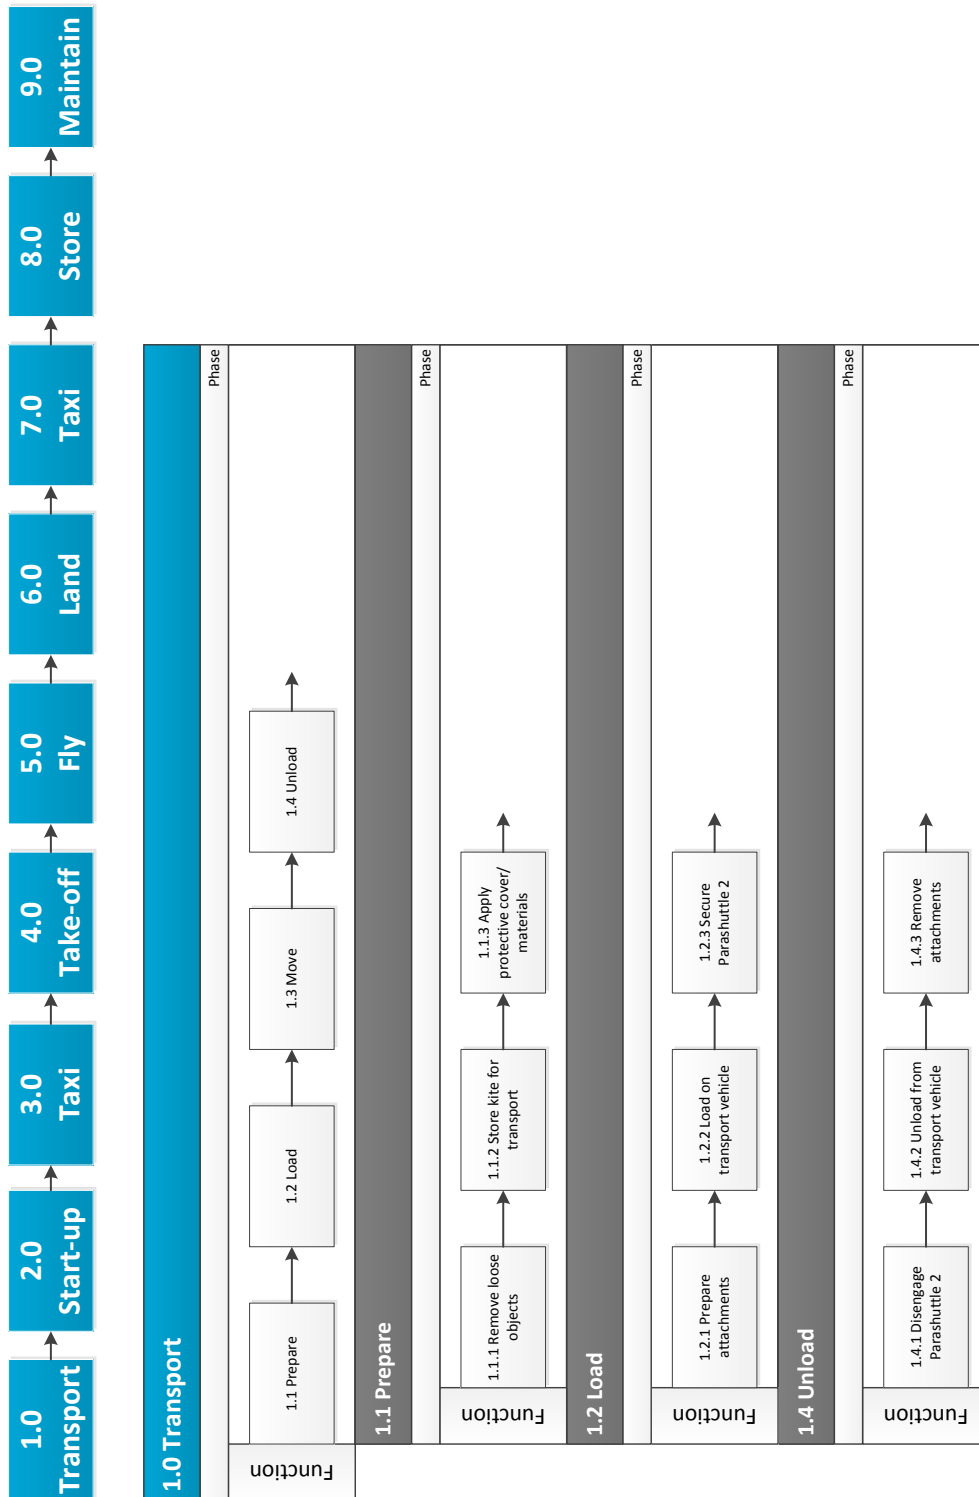 1.0
Transport
2.0
Start-up
3.0
Taxi
4.0
Take-off
5.0
Fly
6.0
Land
7.0
Taxi
8.0
Store
9.0
Maintain
1.0 Transport
Phase
Function
1.1 Prepare
1.2 Load
1.3 Move
1.4 Unload
1.1 Prepare
Phase
Function
1.1.1 Remove loose
objects
1.1.2 Store kite for
transport
1.1.3 Apply
protective cover/
materials
1.2 Load
Phase
Function
1.2.1 Prepare
attachments
1.2.2 Load on
transport vehicle
1.2.3 Secure
Parashuttle 2
1.4 Unload
Phase
Function
1.4.1 Disengage
Parashuttle 2
1.4.2 Unload from
transport vehicle
1.4.3 Remove
attachments